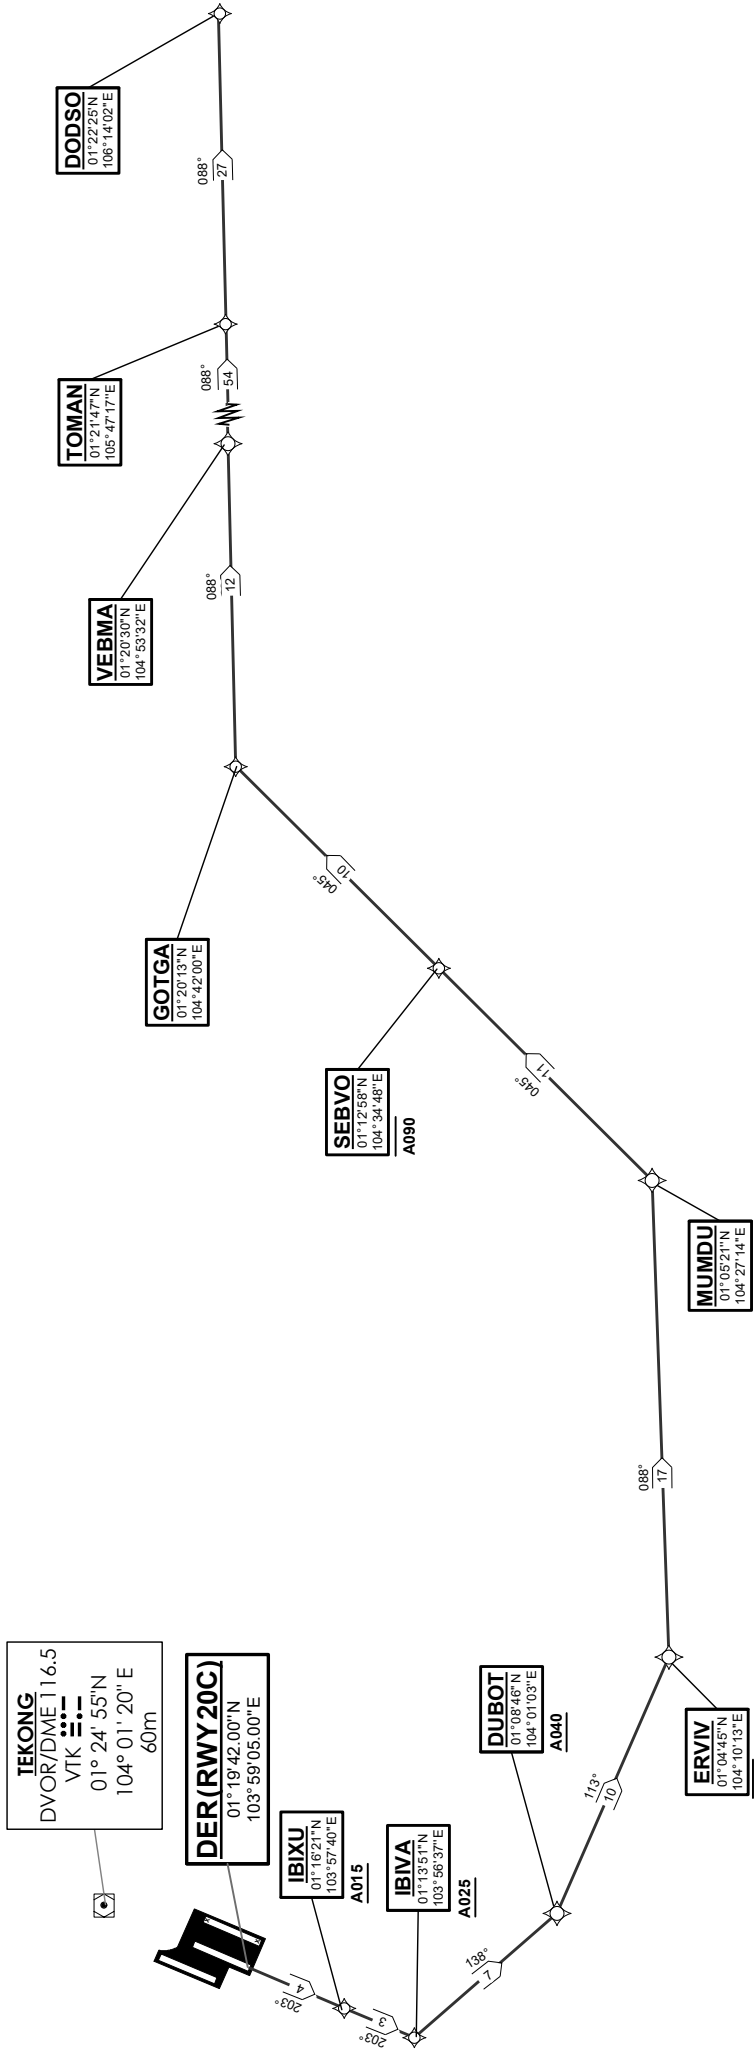 TEKONG
DVOR/DME 116.5
VTK
01° 24' 55"N
104° 01' 20" E
60m
DER(RWY20C)
01°19'42.00"N
103°59'05.00"E
203°
4
IBIXU
01°16'21"N
103°57'40"E
A015
203°
3
IBIVA
01°13'51"N
103°56'37"E
A025
138°
7
DUBOT
01°08'46"N
104°01'03"E
A040
113°
10
ERVIV
01°04'45"N
104°10'13"E
088°
17
MUMDU
01°05'21"N
104°27'14"E
045°
11
SEBVO
01°12'58"N
104°34'48"E
A090
045°
10
GOTGA
01°20'13"N
104°42'00"E
088°
12
VEBMA
01°20'30"N
104°53'32"E
088°
54
TOMAN
01°21'47"N
105°47'17"E
088°
27
DODSO
01°22'25"N
106°14'02"E